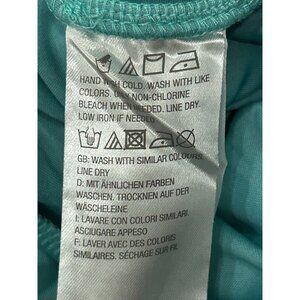 HAND WASH COLD. WASH WITH LIKE
COLORS. ONLY NON-CHLORINE
BLEACH WHEN NEEDED. LINE DRY.
LOW IRON IF NEEDED
GB: WASH WITH SIMILAR COLOURS
LINE DRY
D: MIT ÄHNLICHEN FARBEN
WASCHEN. TROCKNEN AUF DER
WÄSCHELEINE
I: LAVARE CON COLORI SIMILARI.
ASCIUGARE APPESO
F: LAVER AVEC DES COLORIS
SIMILAIRES. SÉCHAGE SUR FIL